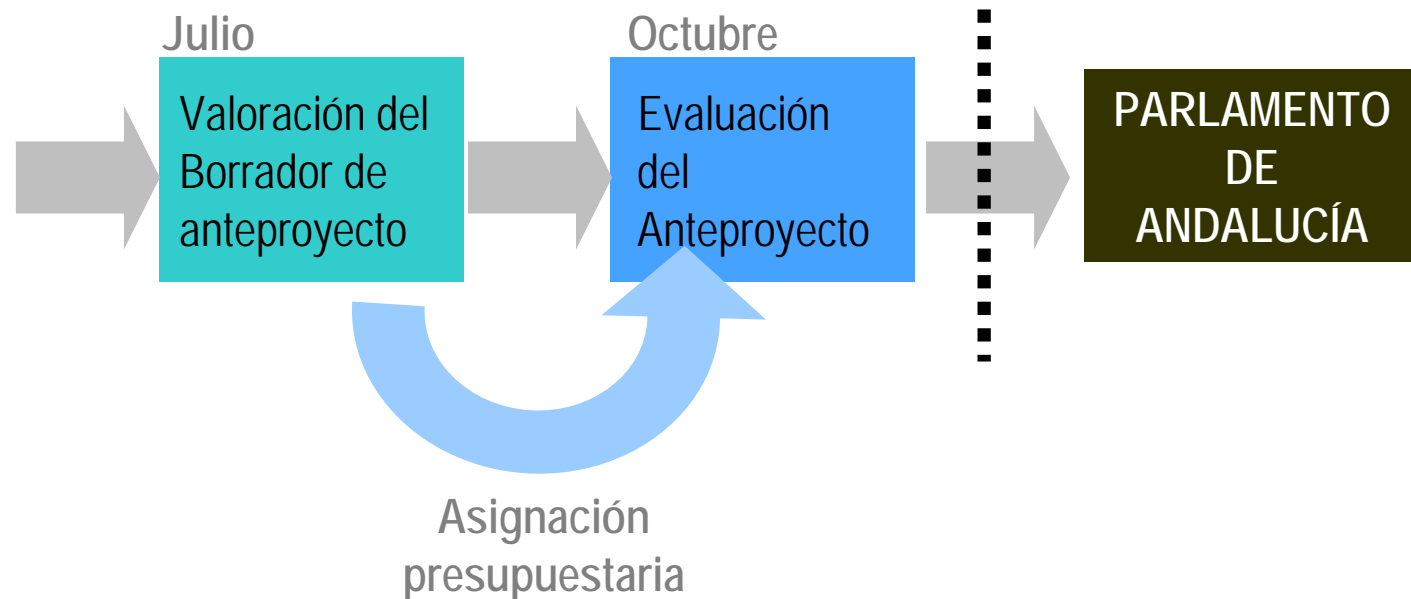 Julio
Valoración del
Borrador de
anteproyecto
Octubre
Evaluación
del
Anteproyecto
PARLAMENTO
DE
ANDALUCÍA
Asignación
presupuestaria